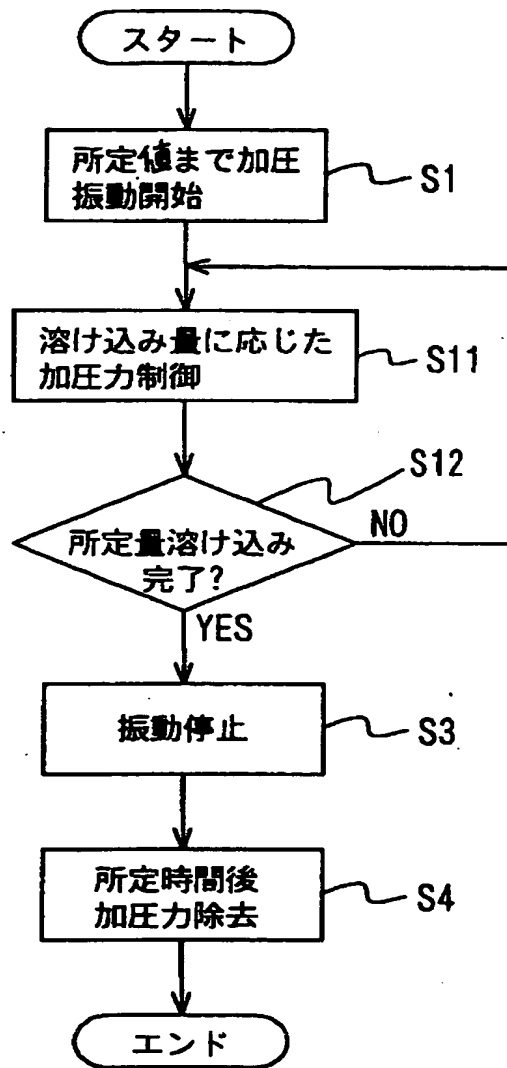 スタート
所定値まで加圧
振動開始
S1
溶け込み量に応じた
加圧力制御
S11
S12
所定量溶け込み
完了?
NO
YES
振動停止
S3
所定時間後
加圧力除去
S4
エンド